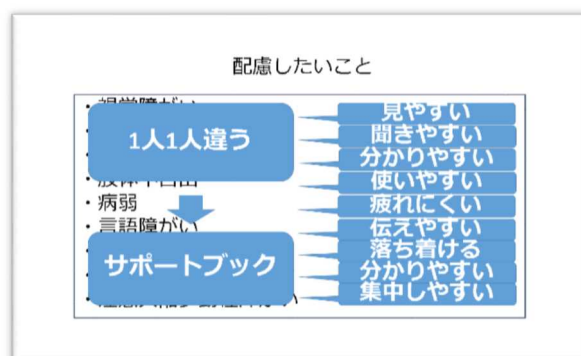 配慮したいこと
1人1人違う
・病弱
・言語障がい
サポートブック
見やすい
聞きやすい
分かりやすい
使いやすい
疲れにくい
伝えやすい
落ち着ける
分かりやすい
集中しやすい